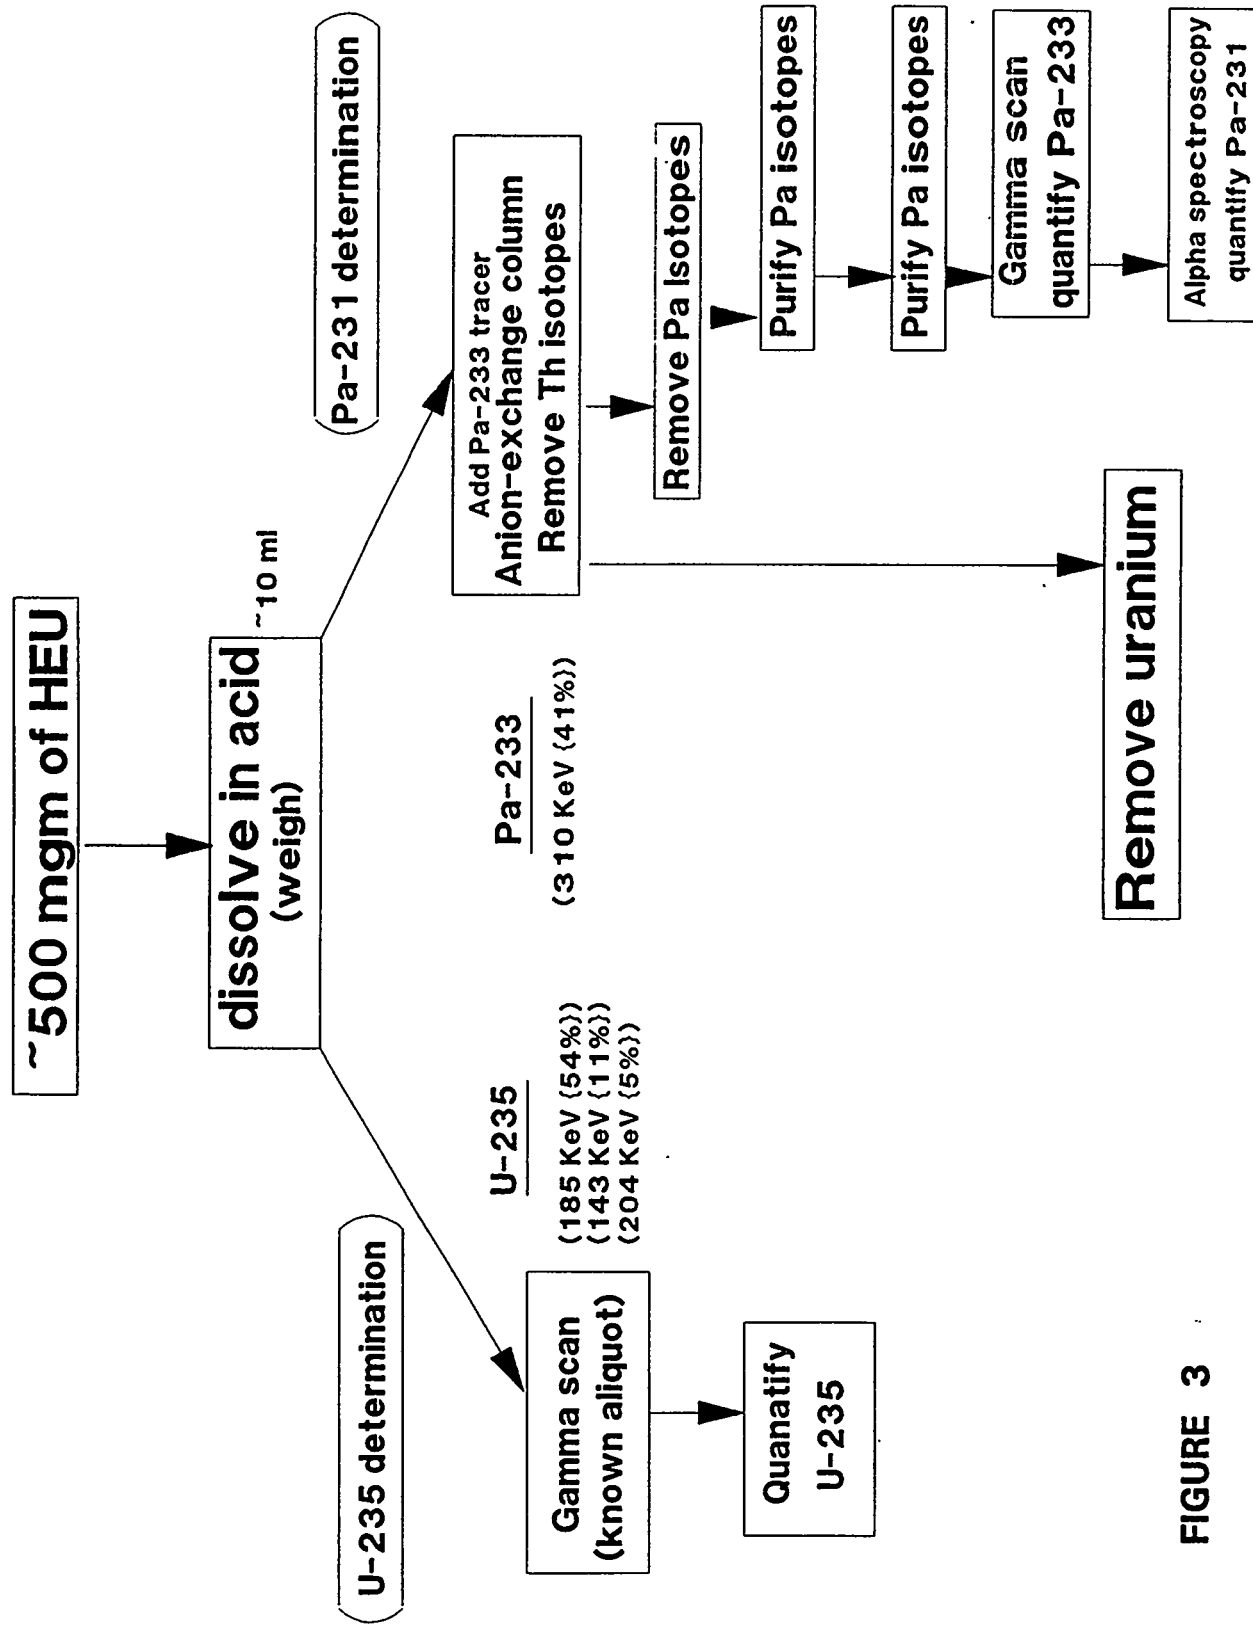 ~500 mgm of HEU
dissolve in acid
(weigh)
~10 ml
U-235 determination
Pa-231 determination
U-235
(185 KeV {54%})
(143 KeV {11%})
(204 KeV {5%})
Pa-233
(310 KeV {41%})
Gamma scan
(known aliquot)
Quanatify
U-235
Add Pa-233 tracer
Anion-exchange column
Remove Th isotopes
Remove Pa Isotopes
Purify Pa isotopes
Purify Pa isotopes
Gamma scan
quantify Pa-233
Alpha spectroscopy
quantify Pa-231
Remove uranium
FIGURE 3